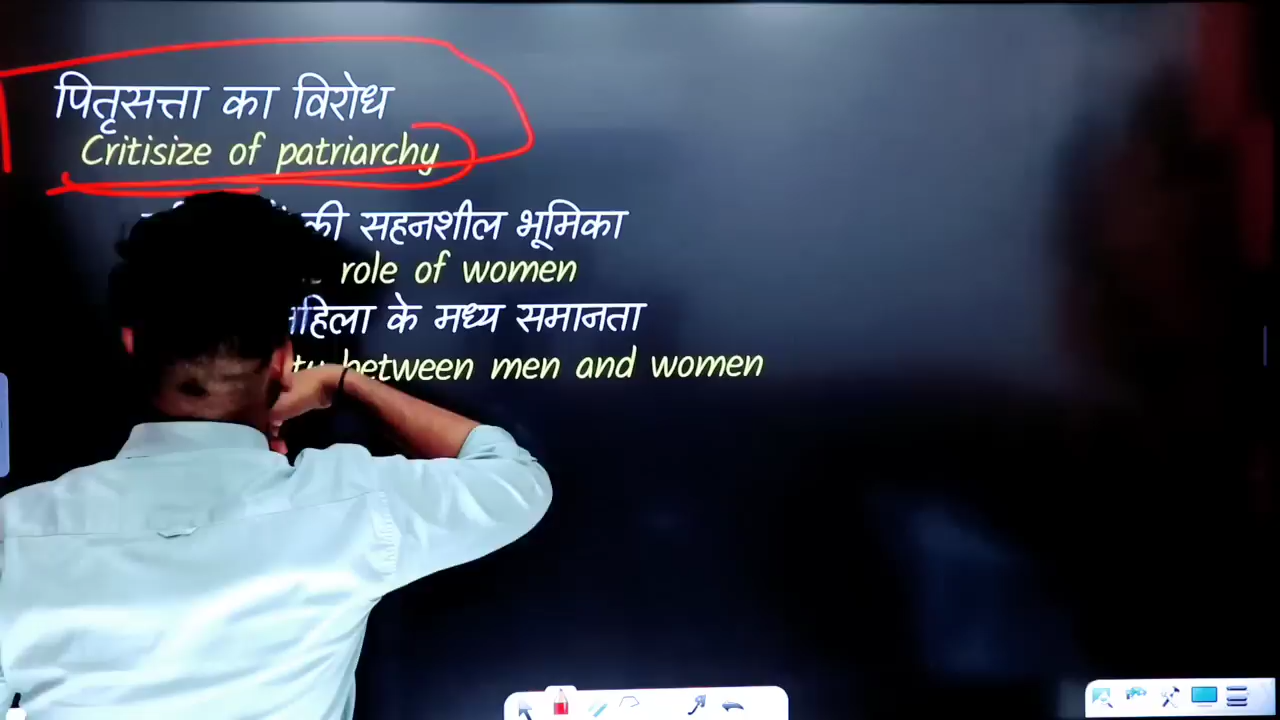 पितृसत्ता का विरोध
Critisize of patriarchy
की सहनशील भूमिका
role of women
के मध्य समानता
between men and women